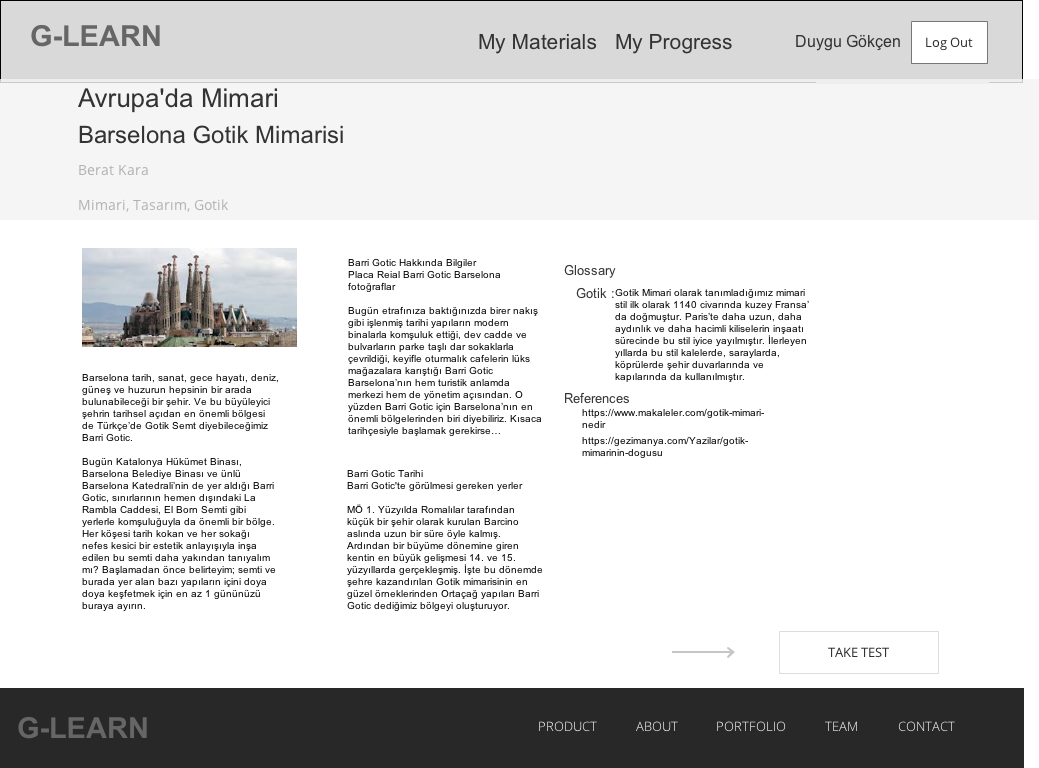 G-LEARN
My Materials My Progress
Duygu Gökçen
Log Out
Avrupa'da Mimari
Barselona Gotik Mimarisi
Berat Kara
Mimari, Tasarım, Gotik
Barselona tarih, sanat, gece hayatı, deniz,
güneş ve huzurun hepsinin bir arada
bulunabileceği bir şehir. Ve bu büyüleyici
şehrin tarihsel açıdan en önemli bölgesi
de Türkçe’de Gotik Semt diyebileceğimiz
Barri Gotic.
Bugün Katalonya Hükümet Binası,
Barselona Belediye Binası ve ünlü
Barselona Katedrali’nin de yer aldığı Barri
Gotic, sınırlarının hemen dışındaki La
Rambla Caddesi, El Born Semti gibi
yerlerle komşuluğuyla da önemli bir bölge.
Her köşesi tarih kokan ve her sokağı
nefes kesici bir estetik anlayışıyla inşa
edilen bu semti daha yakından tanıyalım
mı? Başlamadan önce belirteyim; semti ve
burada yer alan bazı yapıların içini doya
doya keşfetmek için en az 1 gününüzü
buraya ayırın.
Barri Gotic Hakkında Bilgiler
Placa Reial Barri Gotic Barselona
fotoğraflar
Bugün etrafınıza baktığınızda birer nakış
gibi işlenmiş tarihi yapıların modern
binalarla komşuluk ettiği, dev cadde ve
bulvarların parke taşlı dar sokaklarla
çevrildiği, keyifle oturmalık cafelerin lüks
mağazalara karıştığı Barri Gotic
Barselona’nın hem turistik anlamda
merkezi hem de yönetim açısından. O
yüzden Barri Gotic için Barselona’nın en
önemli bölgelerinden biri diyebiliriz. Kısaca
tarihçesiyle başlamak gerekirse…
Barri Gotic Tarihi
Barri Gotic'te görülmesi gereken yerler
MÖ 1. Yüzyılda Romalılar tarafından
küçük bir şehir olarak kurulan Barcino
aslında uzun bir süre öyle kalmış.
Ardından bir büyüme dönemine giren
kentin en büyük gelişmesi 14. ve 15.
yüzyıllarda gerçekleşmiş. İşte bu dönemde
şehre kazandırılan Gotik mimarisinin en
güzel örneklerinden Ortaçağ yapıları Barri
Gotic dediğimiz bölgeyi oluşturuyor.
Glossary
Gotik :Gotik Mimari olarak tanımladığımız mimari
stil ilk olarak 1140 civarında kuzey Fransa’
da doğmuştur. Paris’te daha uzun, daha
aydınlık ve daha hacimli kiliselerin inşaatı
sürecinde bu stil iyice yayılmıştır. İlerleyen
yıllarda bu stil kalelerde, saraylarda,
köprülerde şehir duvarlarında ve
kapılarında da kullanılmıştır.
References
https://www.makaleler.com/gotik-mimari-
nedir
https://gezimanya.com/Yazilar/gotik-
mimarinin-dogusu
TAKE TEST
G-LEARN
PRODUCT ABOUT PORTFOLIO TEAM CONTACT